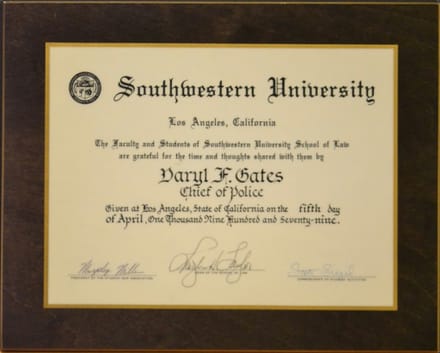 Southwestern University
Los Angeles, California
The Faculty and Students of Southwestern University School of Law
are grateful for the time and thoughts shared with them by
Daryl F. Gates
Chief of Police
Given at Los Angeles, State of California on the fifth day
of April, One Thousand Nine Hundred and Seventy-nine.